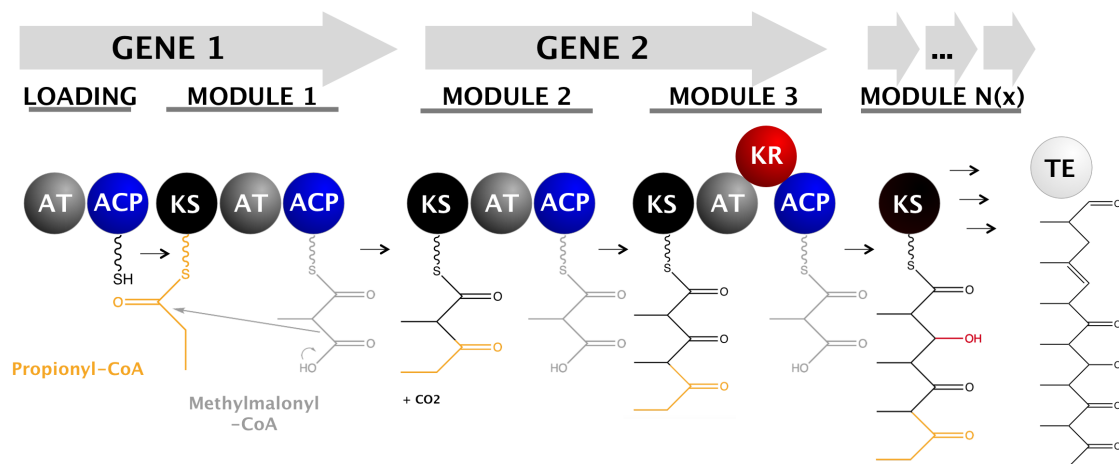 GENE 1
GENE 2
...
LOADING
MODULE 1
MODULE 2
MODULE 3
MODULE N(x)
AT
ACP
KS
AT
ACP
KS
AT
ACP
KS
AT
KR
ACP
KS
TE
SH
S
S
S
S
S
S
S
O
O
O
HO
O
O
O
O
HO
O
O
O
O
O
HO
O
OH
O
O
O
O
O
O
O
O
Propionyl-CoA
Methylmalonyl
-CoA
+ CO2